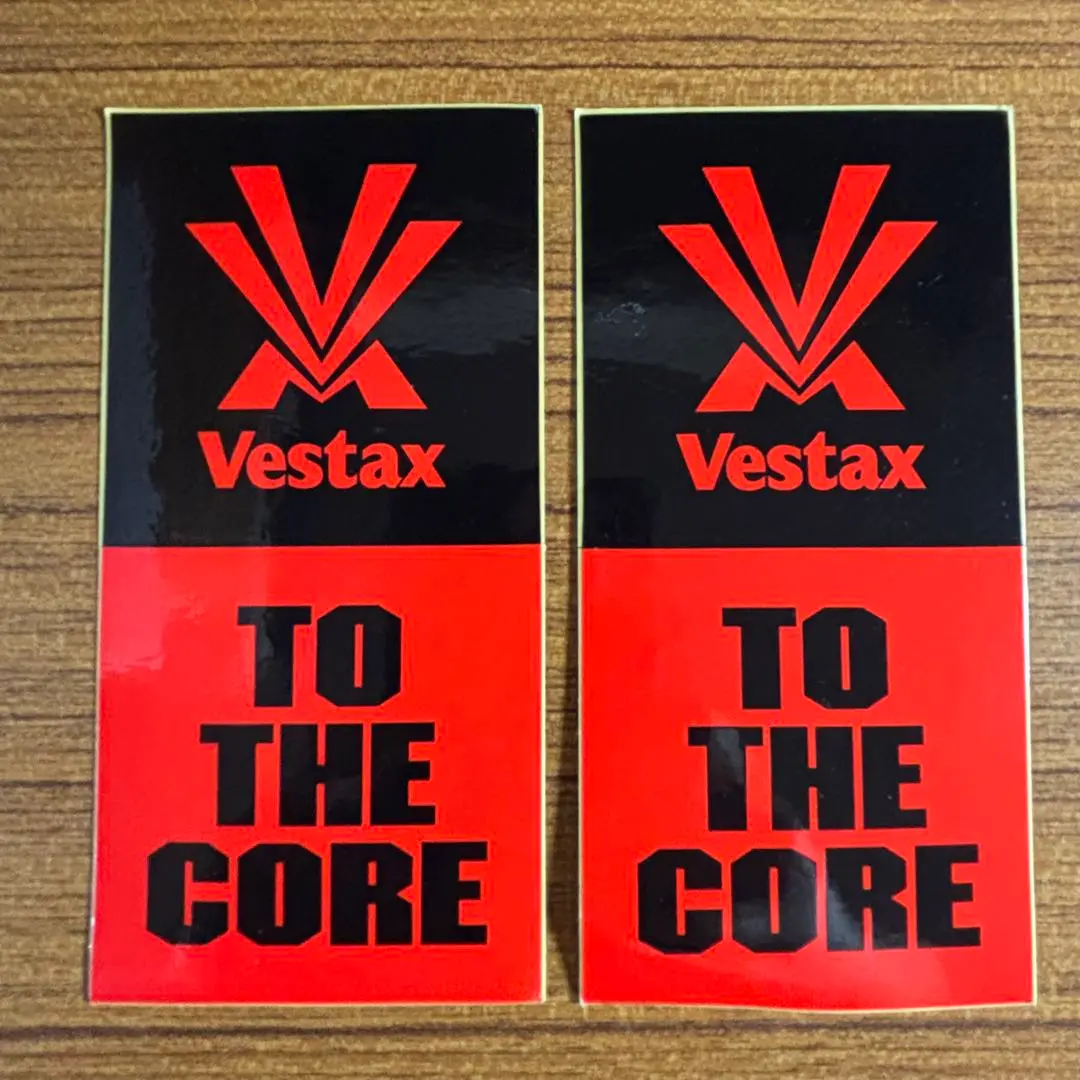 Vestax
TO
THE
CORE
Vestax
TO
THE
CORE